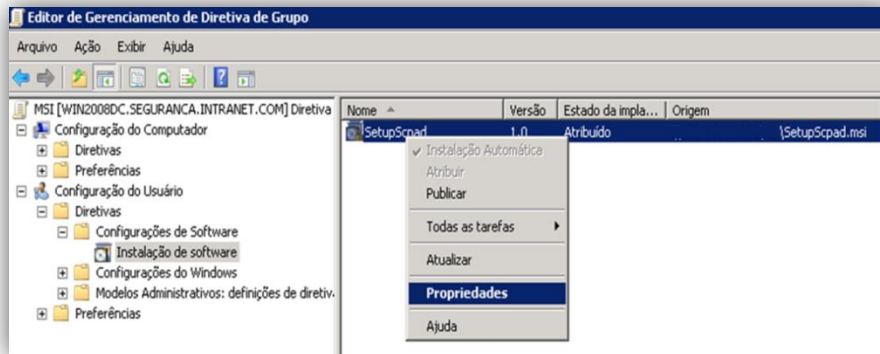 Editor de Gerenciamento de Diretiva de Grupo
Arquivo Ação Exibir Ajuda
MSI [WIN2008DC.SEGURANCA.INTRANET.COM] Diretiva
Configuração do Computador
Diretivas
Preferências
Configuração do Usuário
Diretivas
Configurações de Software
Instalação de software
Configurações do Windows
Modelos Administrativos: definições de diretiv
Preferências
Nome Versão Estado da impla... Origem
SetupScpad 1.0 Atribuído \SetupScpad.msi
Instalação Automática
Atribuir
Publicar
Todas as tarefas
Atualizar
Propriedades
Ajuda